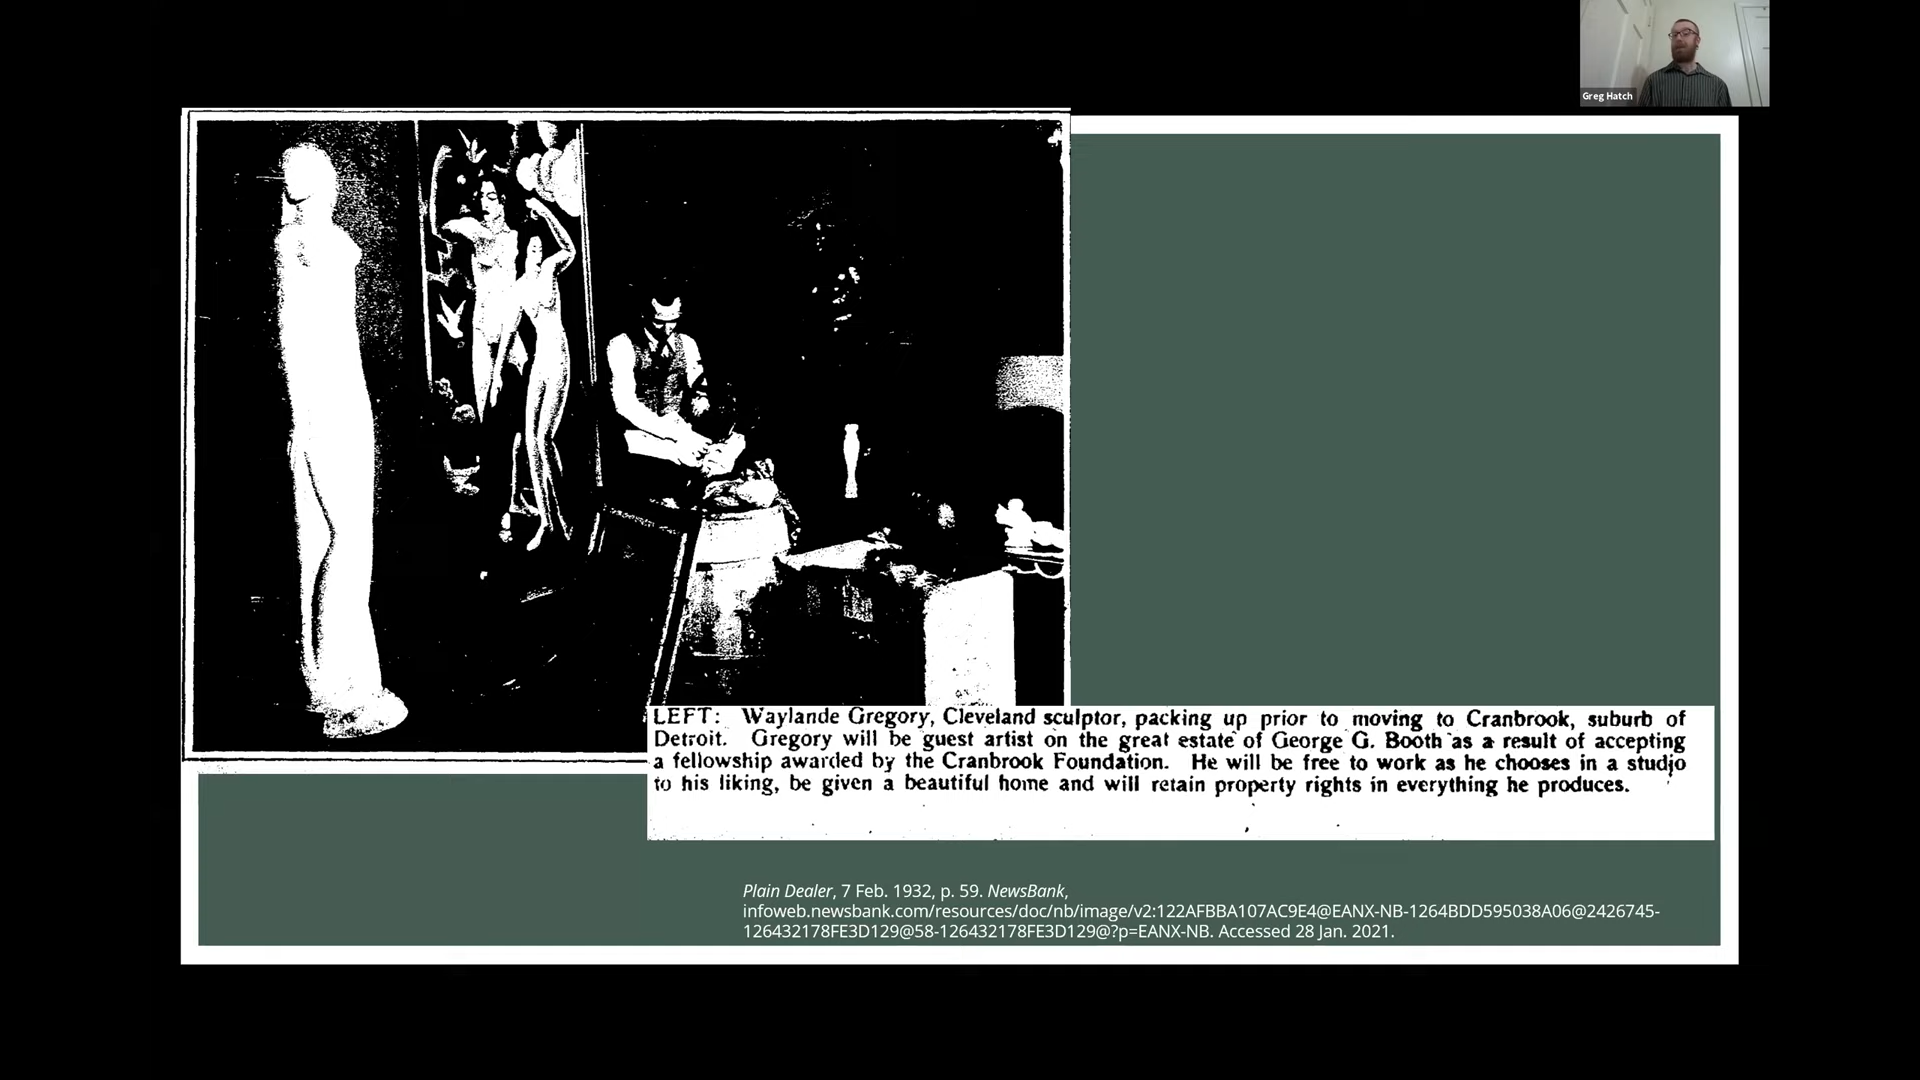 Greg Hatch
LEFT: Waylande Gregory, Cleveland sculptor, packing up prior to moving to Cranbrook, suburb of
Detroit. Gregory will be guest artist on the great estate of George G. Booth as a result of accepting
a fellowship awarded by the Cranbrook Foundation. He will be free to work as he chooses in a studio
to his liking, be given a beautiful home and will retain property rights in everything he produces.
Plain Dealer, 7 Feb. 1932, p. 59. NewsBank,
infoweb.newsbank.com/resources/doc/nb/image/v2:122AFBBA107AC9E4@EANX-NB-1264BDD595038A06@2426745-
126432178FE3D129@58-126432178FE3D129@?p=EANX-NB. Accessed 28 Jan. 2021.